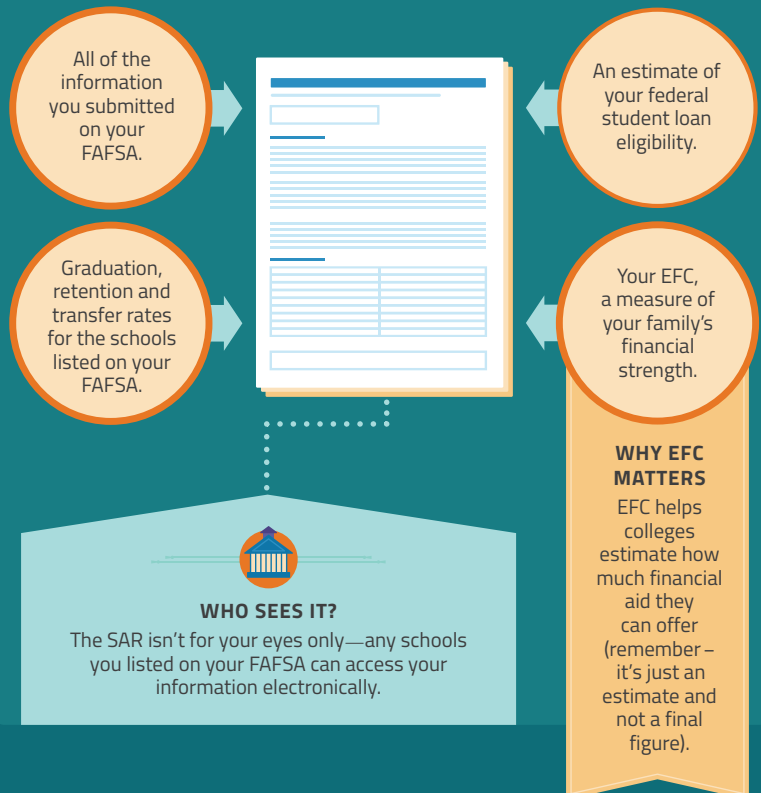 All of the
information
you submitted
on your
FAFSA.
An estimate of
your federal
student loan
eligibility.
Graduation,
retention and
transfer rates
for the schools
listed on your
FAFSA.
Your EFC,
a measure of
your family's
financial
strength.
WHY EFC
MATTERS
EFC helps
colleges
estimate how
much financial
aid they
can offer
(remember –
it's just an
estimate and
not a final
figure).
WHO SEES IT?
The SAR isn't for your eyes only—any schools
you listed on your FAFSA can access your
information electronically.